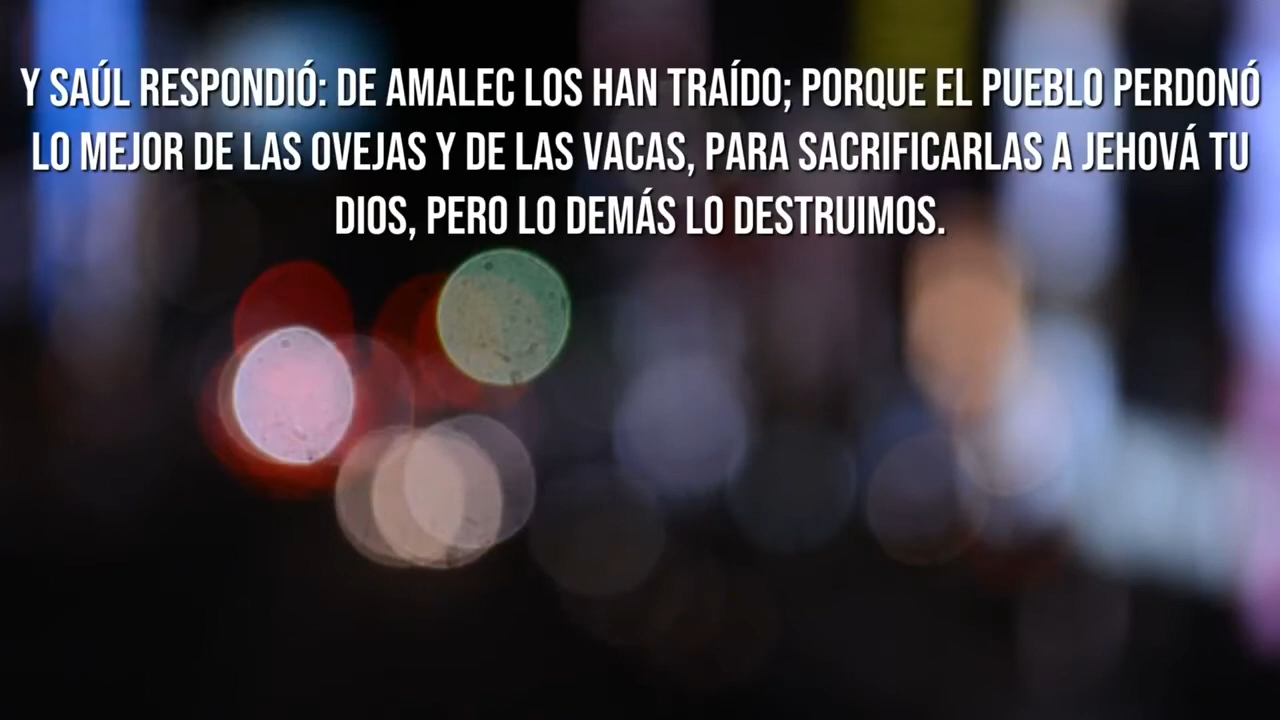 Y SAÚL RESPONDIÓ: DE AMALEC LOS HAN TRAÍDO; PORQUE EL PUEBLO PERDONÓ
LO MEJOR DE LAS OVEJAS Y DE LAS VACAS, PARA SACRIFICARLAS A JEHOVÁ TU
DIOS, PERO LO DEMÁS LO DESTRUIMOS.